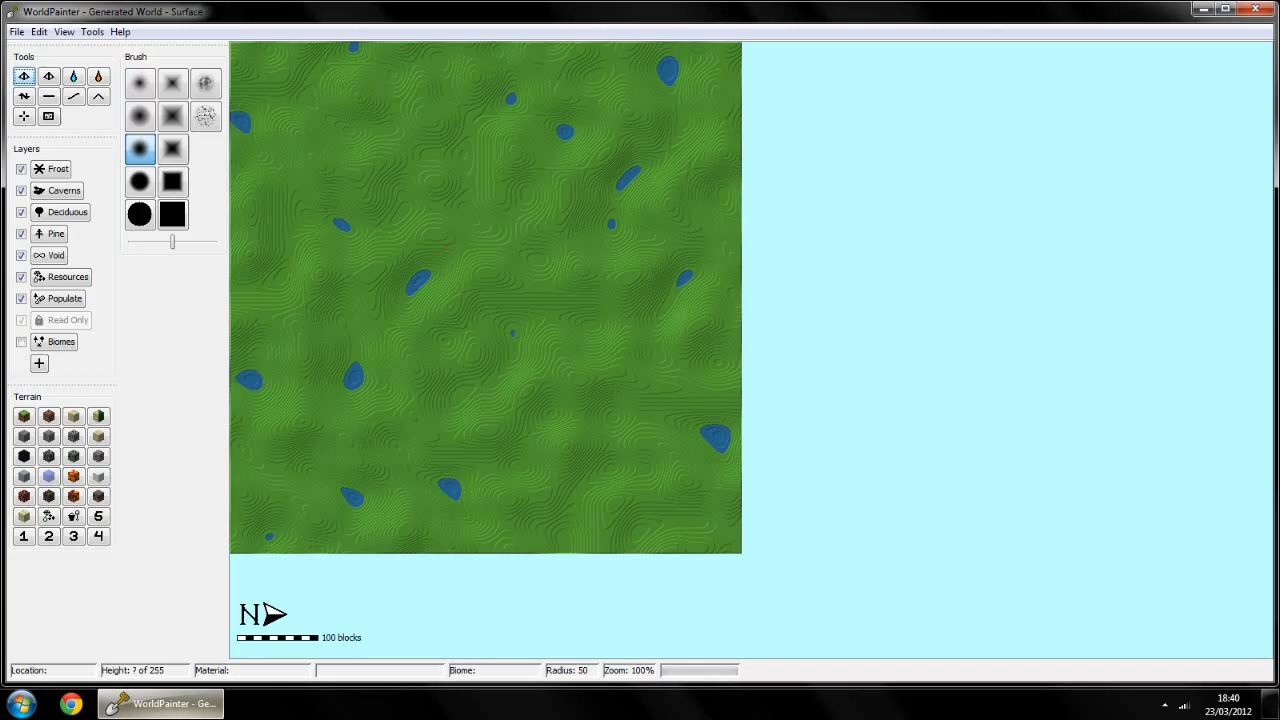 WorldPainter - Generated World - Surface
File Edit View Tools Help
Tools
Brush
Layers
Frost
Caverns
Deciduous
Pine
Void
Resources
Populate
Read Only
Biomes
Terrain
5
1 2 3 4
N
100 blocks
Location: Height: ? of 255 Material: Biome: Radius: 50 Zoom: 100%
WorldPainter - Ge...
18:40
23/03/2012